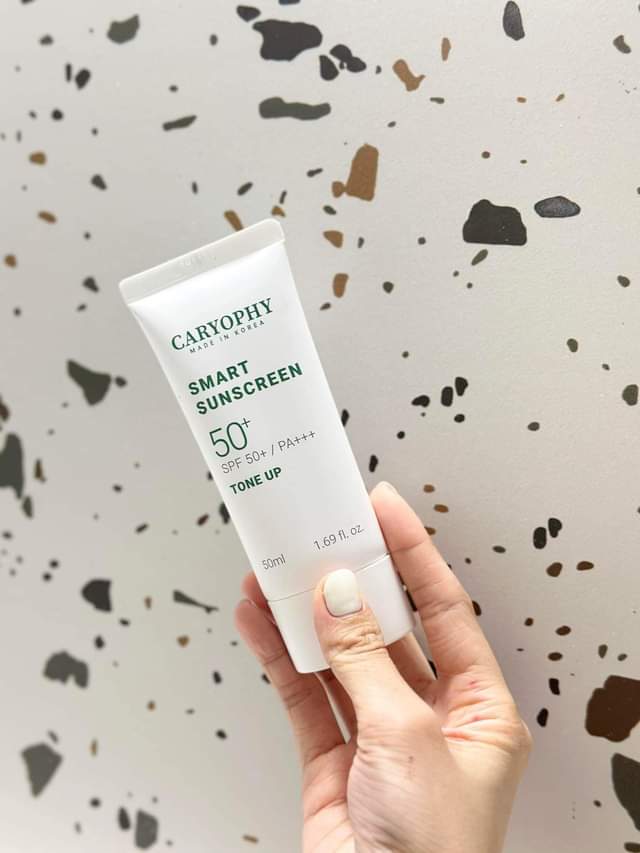 CARYOPHY
MADE IN KOREA
SMART
SUNSCREEN
50+
SPF 50+ / PA+++
TONE UP
50ml 1.69 fl. oz.